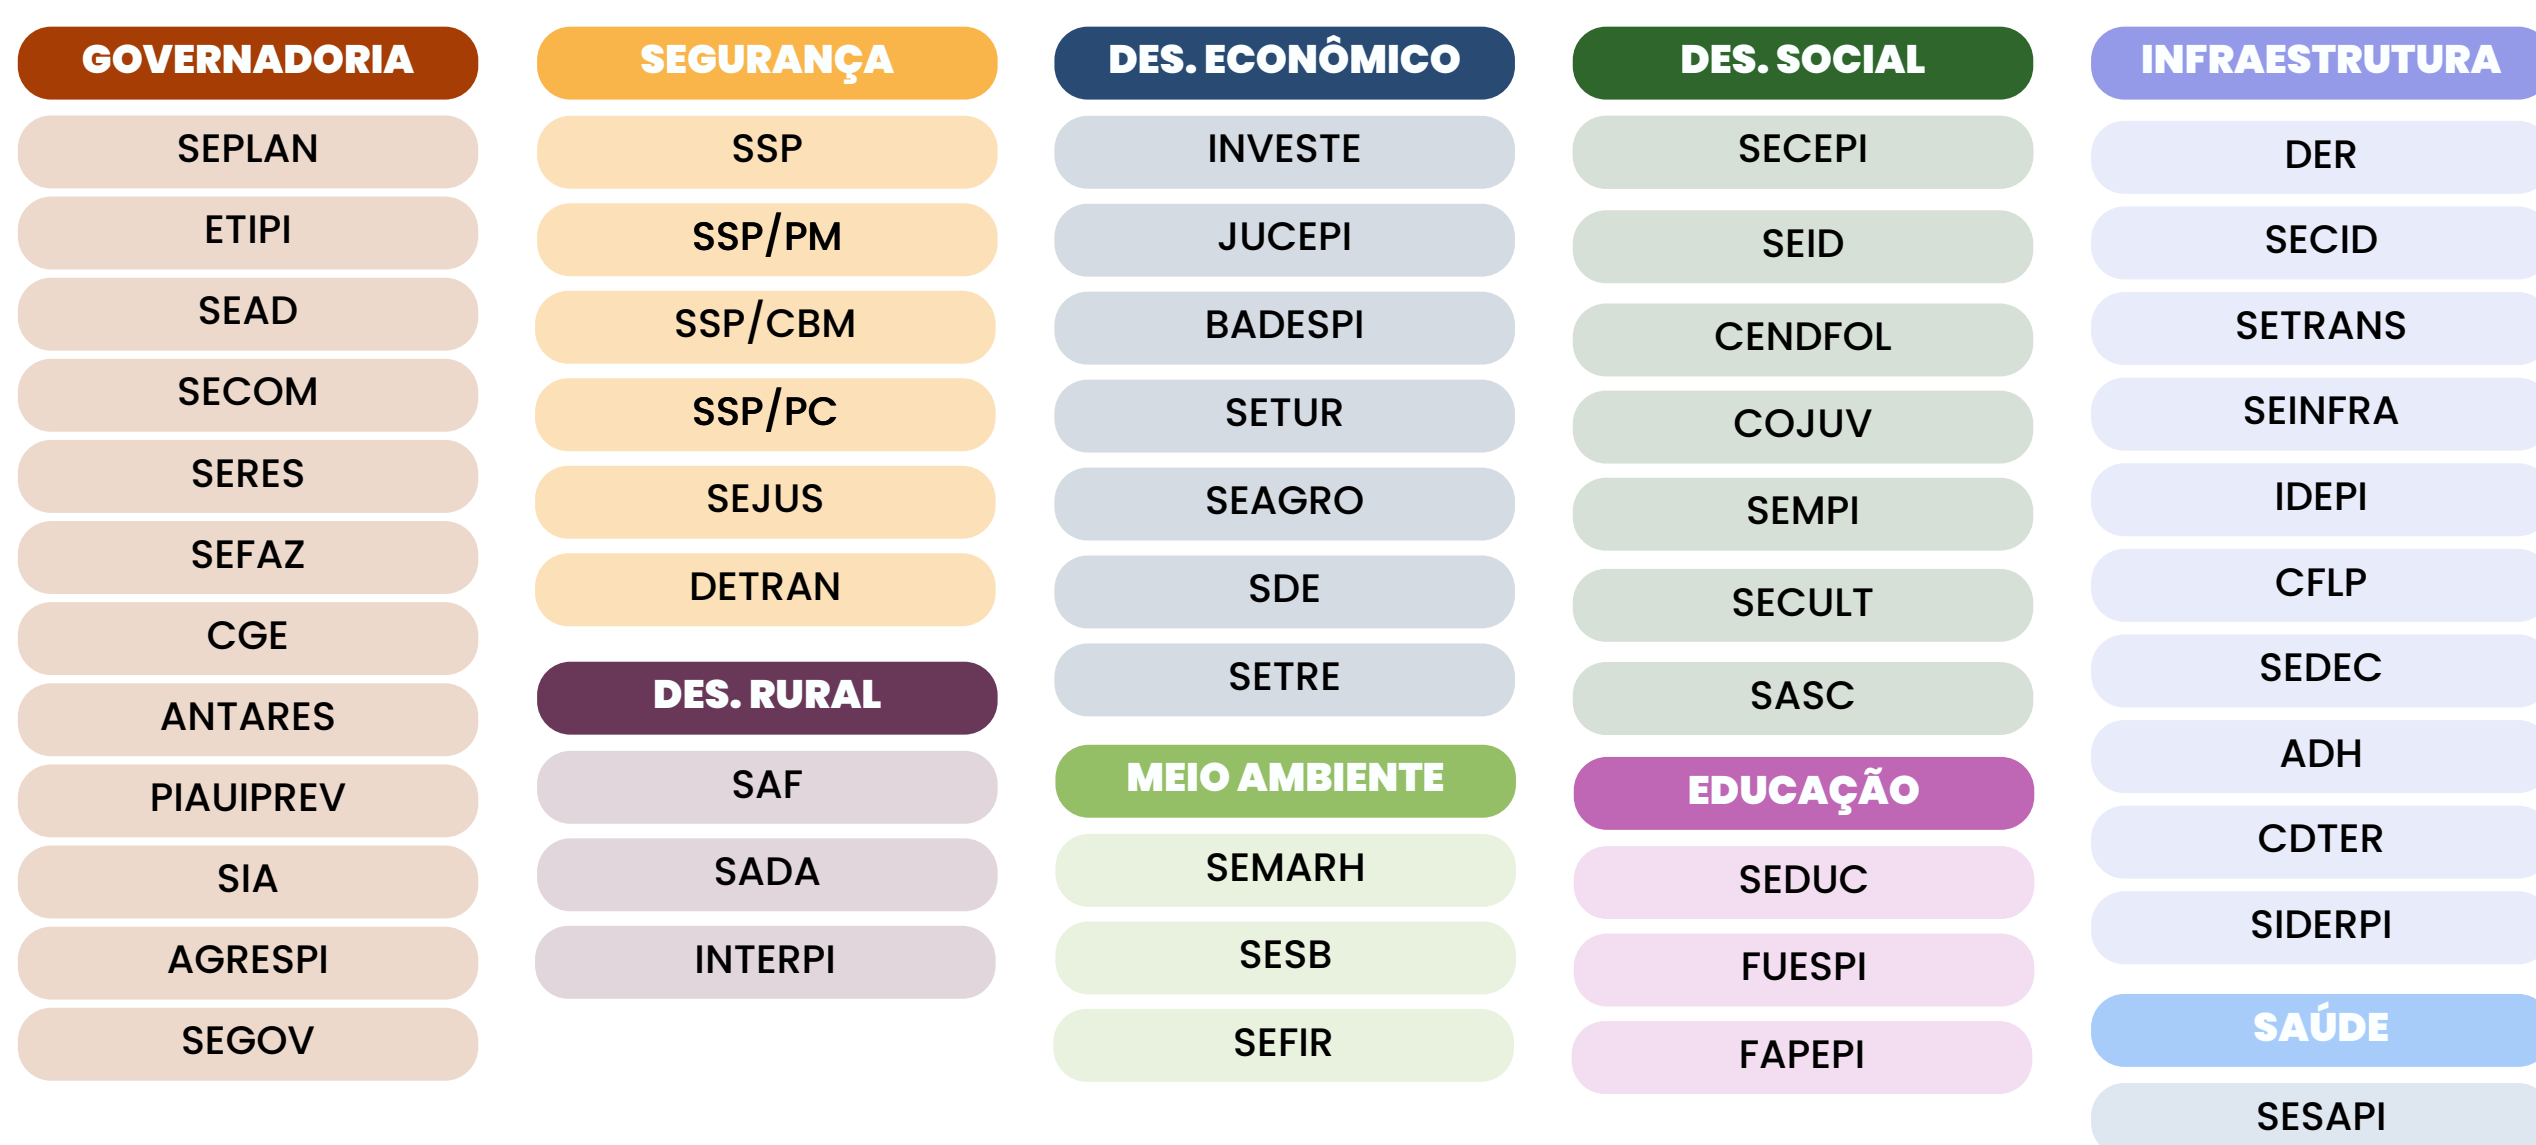 GOVERNADORIA
SEPLAN
ETIPI
SEAD
SECOM
SERES
SEFAZ
CGE
ANTARES
PIAUIPREV
SIA
AGRESPI
SEGOV
SEGURANÇA
SSP
SSP/PM
SSP/CBM
SSP/PC
SEJUS
DETRAN
DES. RURAL
SAF
SADA
INTERPI
DES. ECONÔMICO
INVESTE
JUCEPI
BADESPI
SETUR
SEAGRO
SDE
SETRE
MEIO AMBIENTE
SEMARH
SESB
SEFIR
DES. SOCIAL
SECEPI
SEID
CENDFOL
COJUV
SEMPI
SECULT
SASC
EDUCAÇÃO
SEDUC
FUESPI
FAPEPI
INFRAESTRUTURA
DER
SECID
SETRANS
SEINFRA
IDEPI
CFLP
SEDEC
ADH
CDTER
SIDERPI
SAÚDE
SESAPI